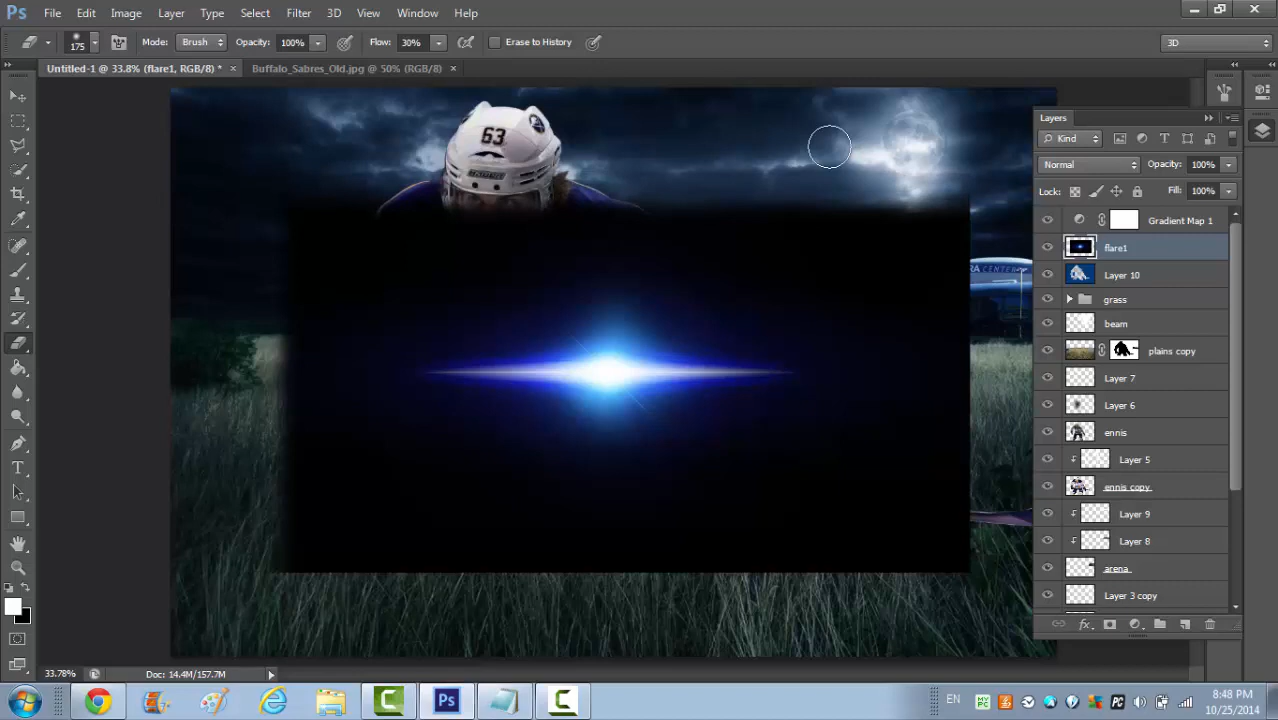 Ps File Edit Image Layer Type Select Filter 3D View Window Help
175 Mode: Brush Opacity: 100% Flow: 30% Erase to History 3D
Untitled-1 @ 33.8% (flare1, RGB/8) * × Buffalo_Sabres_Old.jpg @ 50% (RGB/8) ×
63
Layers
Kind
Normal Opacity: 100%
Lock: Fill: 100%
Gradient Map 1
flare1
Layer 10
grass
beam
plains copy
Layer 7
Layer 6
ennis
Layer 5
ennis copy
Layer 9
Layer 8
arena
Layer 3 copy
fx
33.78% Doc: 14.4M/157.7M
EN 8:48 PM
10/25/2014